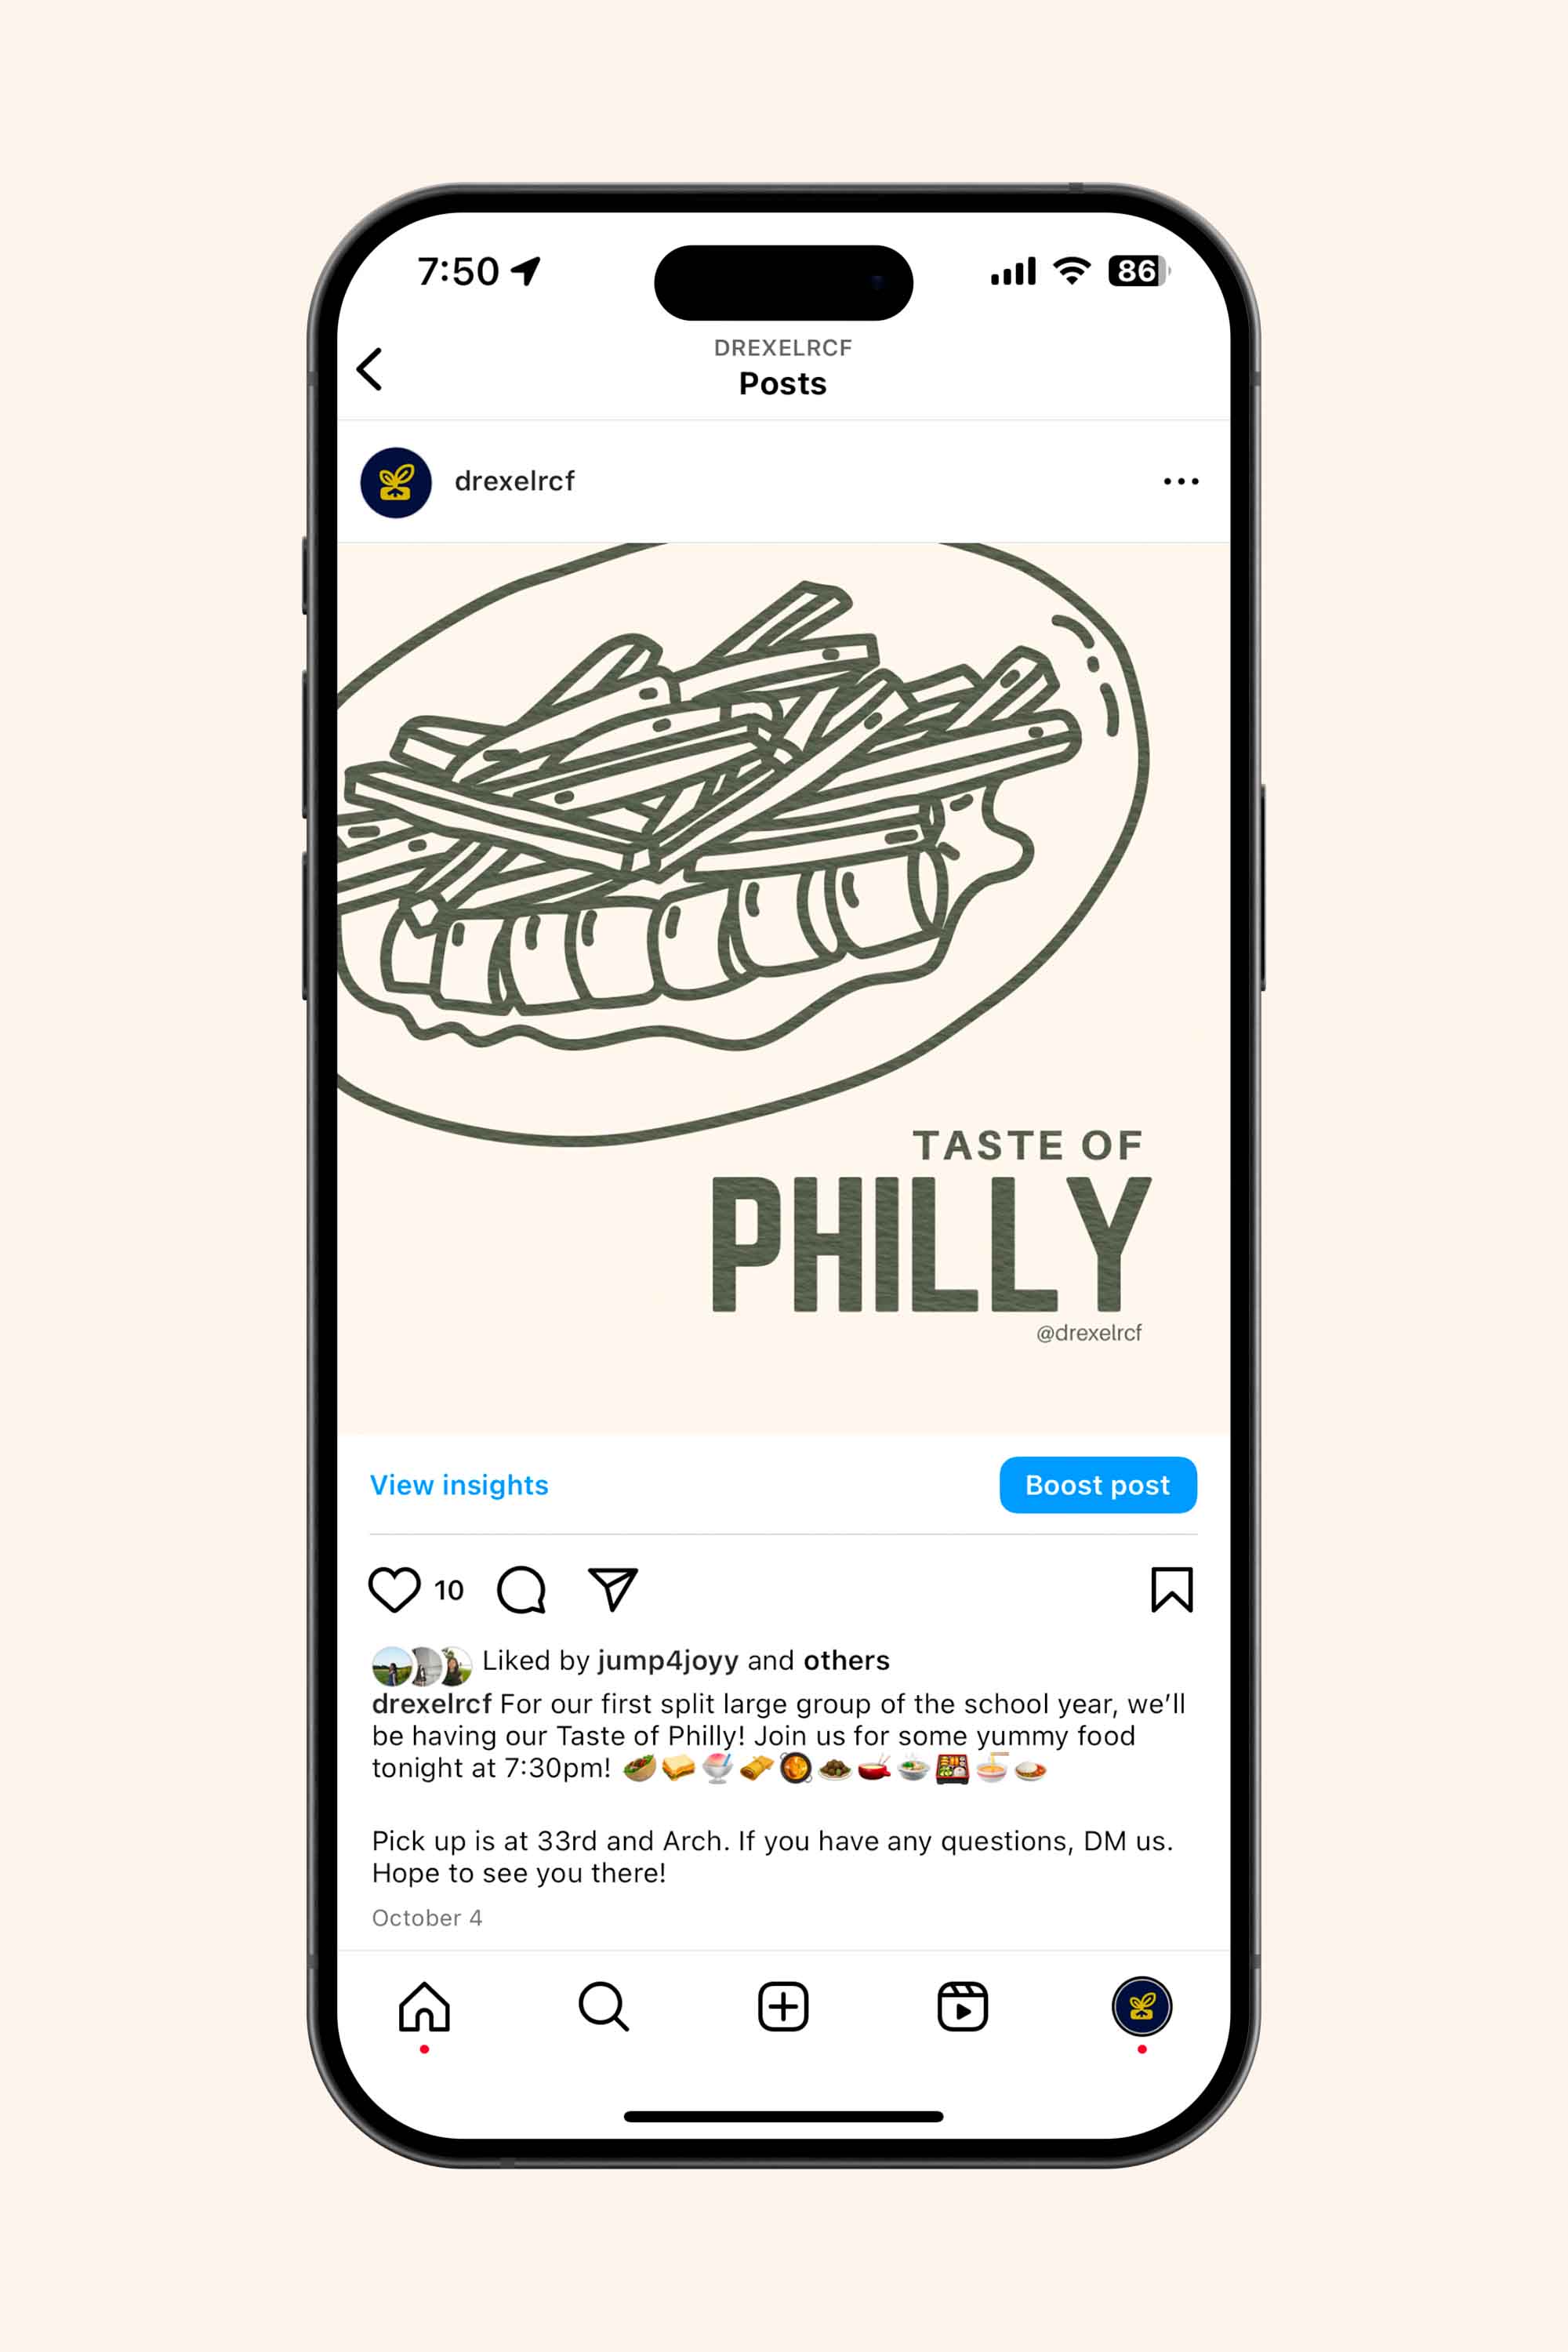 7:50
86
DREXELRCF
Posts
drexelrcf
TASTE OF
PHILLY
@drexelrcf
View insights
Boost post
10
Liked by jump4joyy and others
drexelrcf For our first split large group of the school year, we’ll
be having our Taste of Philly! Join us for some yummy food
tonight at 7:30pm! 🥙🥪🍧🫔🥘🧆🫕🍲🍱🍜🍛
Pick up is at 33rd and Arch. If you have any questions, DM us.
Hope to see you there!
October 4